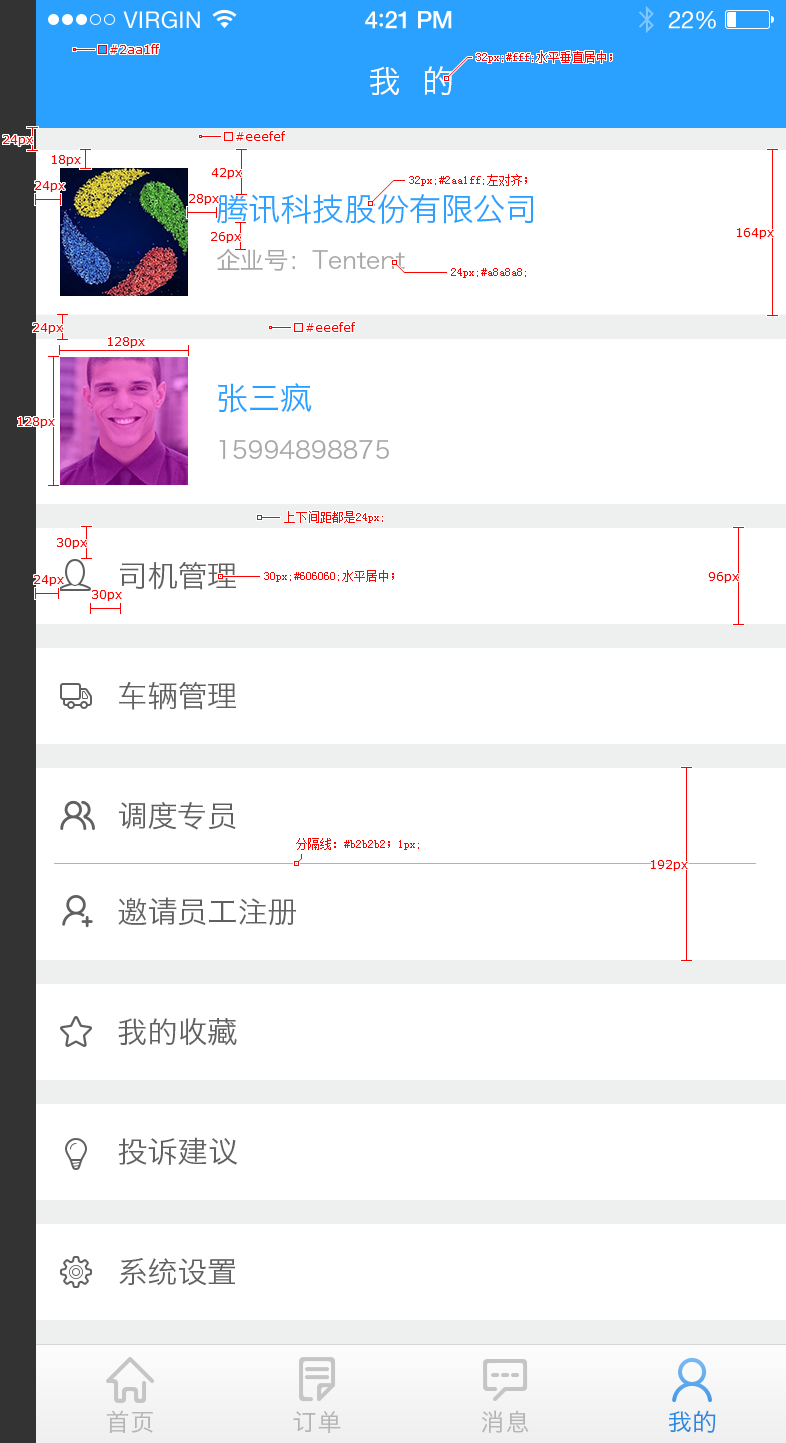 VIRGIN 4:21 PM 22%
#2aa1ff
32px;#fff;水平垂直居中;
我 的
24px #eeefef
18px
24px 42px
32px;#2aa1ff;左对齐;
28px 腾讯科技股份有限公司
26px 164px
企业号：Tentent
24px;#a8a8a8;
24px #eeefef
128px
张三疯
128px
15994898875
上下间距都是24px;
30px
24px 司机管理 30px;#606060;水平居中; 96px
30px
车辆管理
调度专员
分隔线：#b2b2b2；1px;
192px
邀请员工注册
我的收藏
投诉建议
系统设置
首页 订单 消息 我的